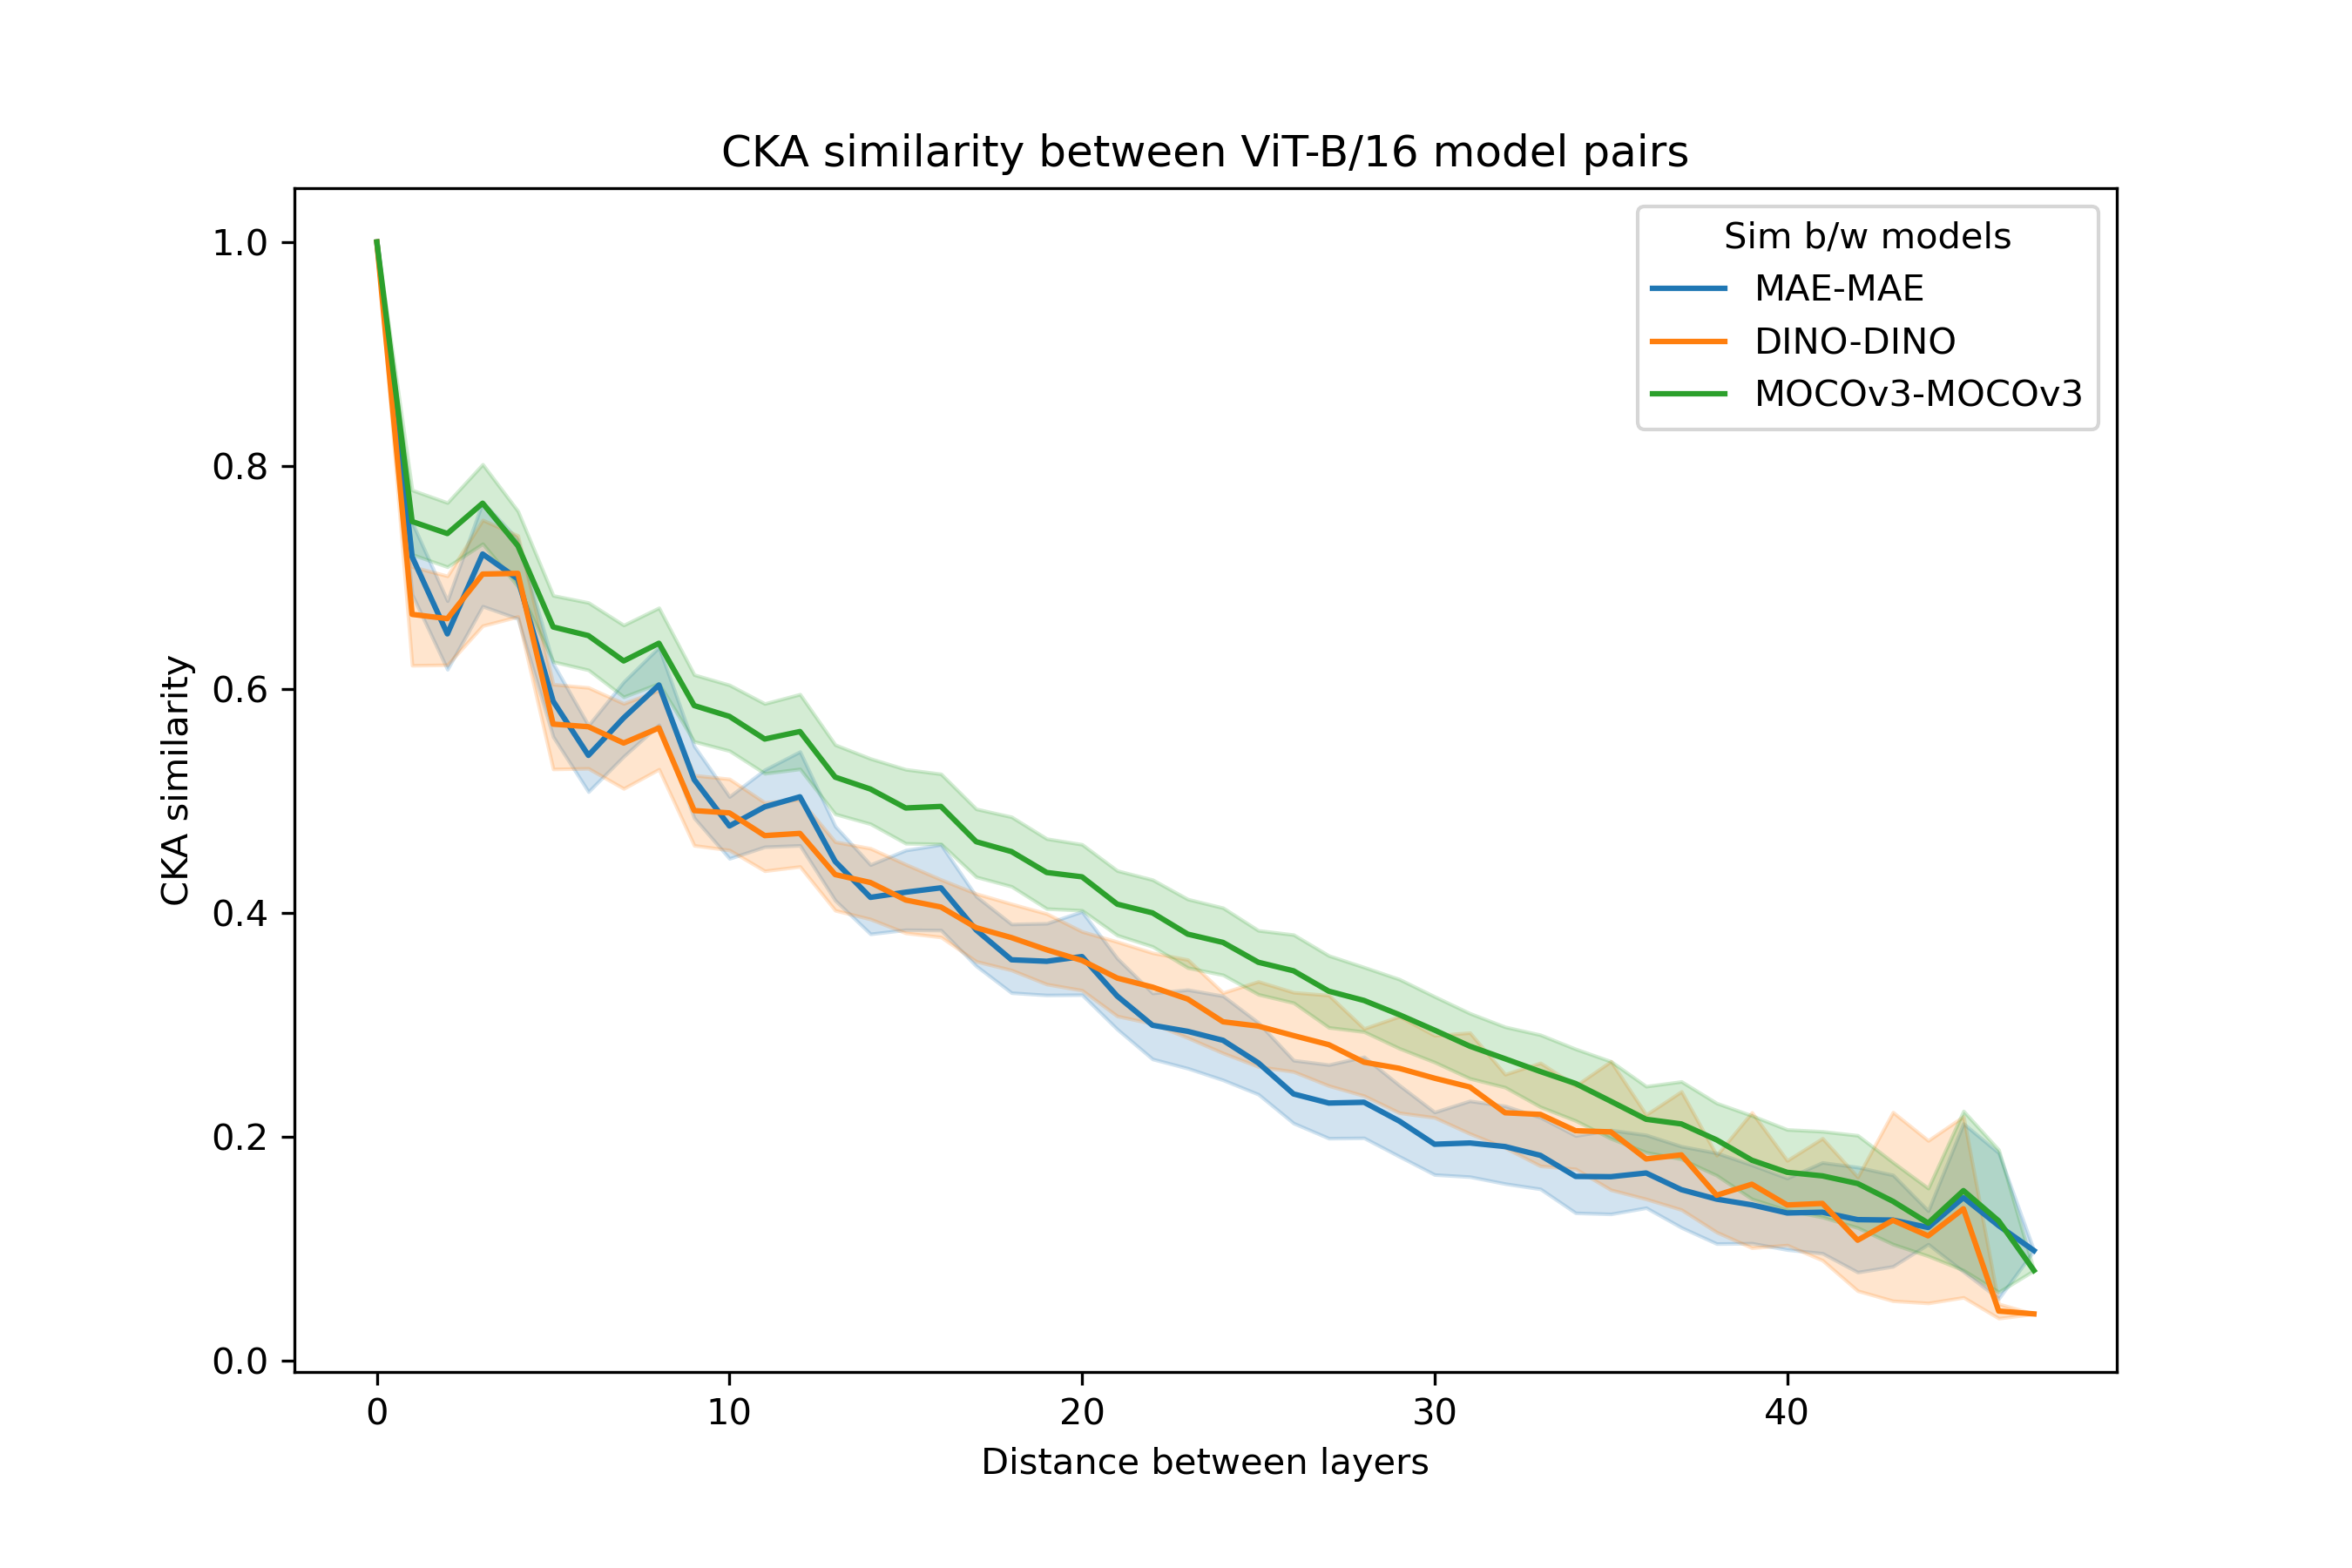 CKA similarity between ViT-B/16 model pairs
Sim b/w models
MAE-MAE
DINO-DINO
MOCOv3-MOCOv3
CKA similarity
1.0
0.8
0.6
0.4
0.2
0.0
0 10 20 30 40
Distance between layers